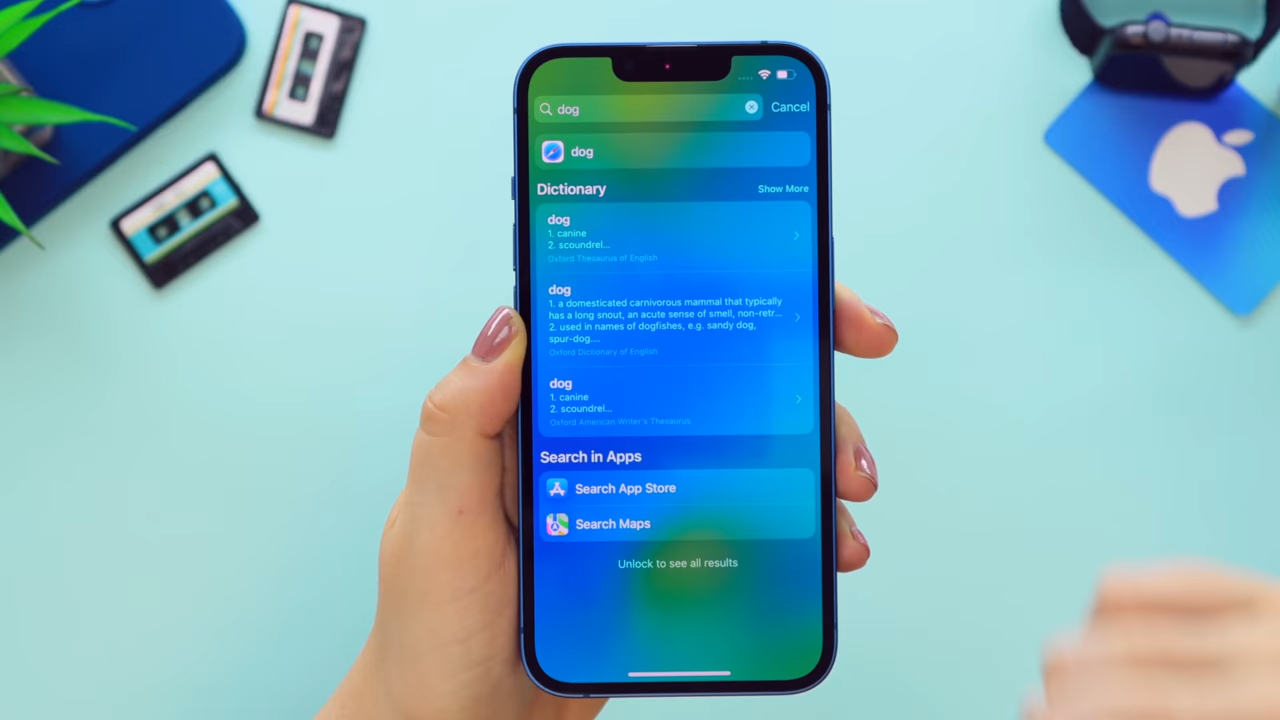 dog
Cancel
dog
Dictionary
Show More
dog
1. canine
2. scoundrel...
Oxford Thesaurus of English
dog
1. a domesticated carnivorous mammal that typically
has a long snout, an acute sense of smell, non-retr...
2. used in names of dogfishes, e.g. sandy dog,
spur-dog....
Oxford Dictionary of English
dog
1. canine
2. scoundrel...
Oxford American Writer's Thesaurus
Search in Apps
Search App Store
Search Maps
Unlock to see all results